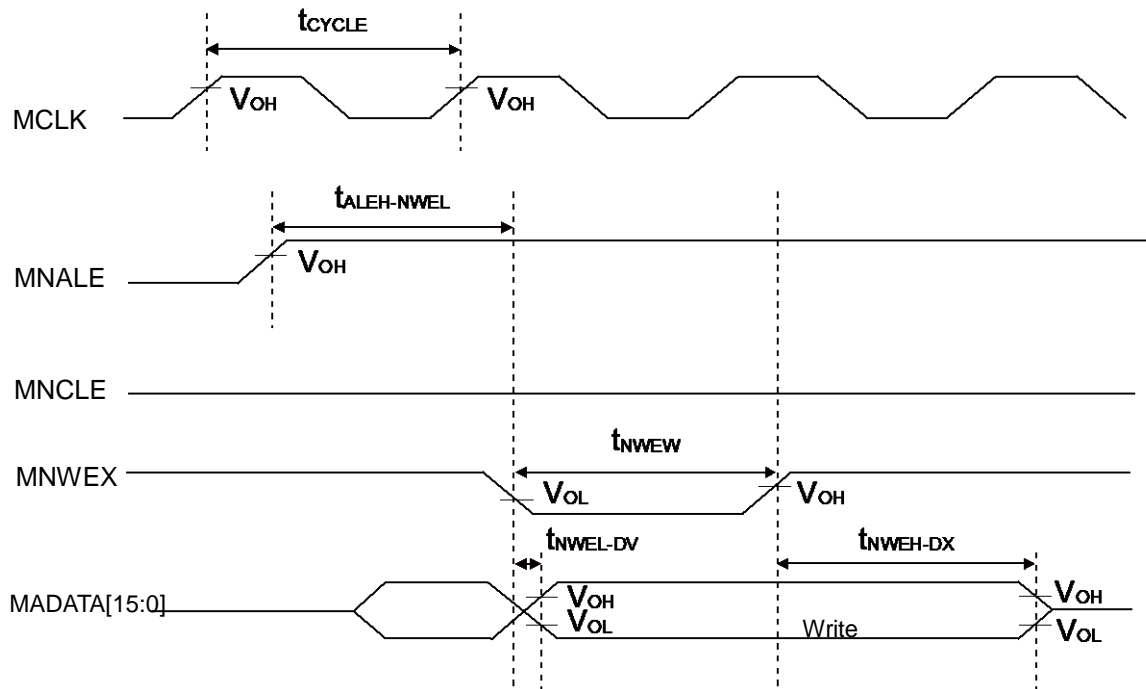 tCYCLE
MCLK
VOH
VOH
tALEH-NWEL
MNALE
VOH
MNCLE
tNWEW
MNWEX
VOL
VOH
tNWEL-DV
tNWEH-DX
MADATA[15:0]
VOH
VOH
VOL
Write
VOL